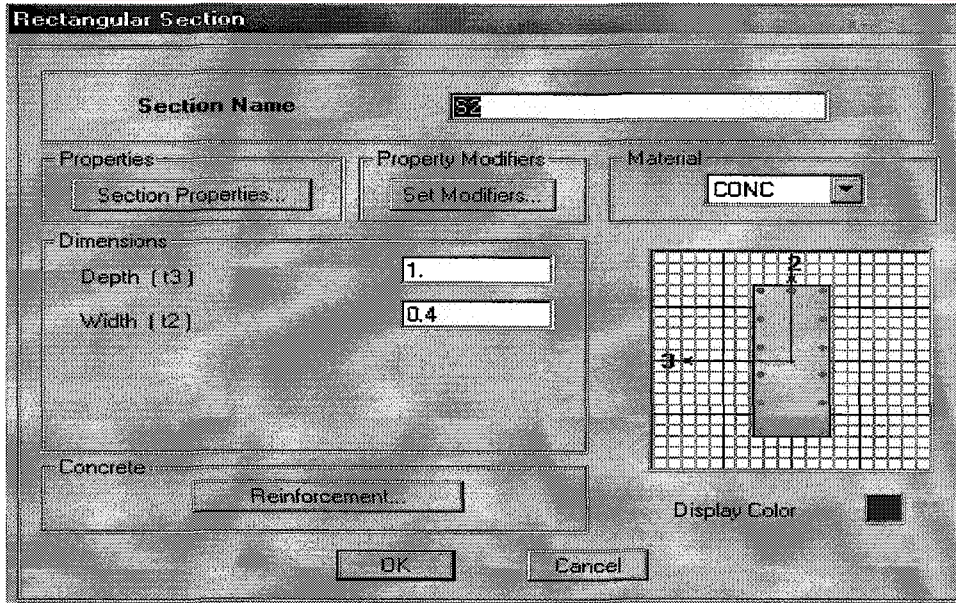 Rectangular Section
Section Name
S2
Properties
Section Properties...
Property Modifiers
Set Modifiers...
Material
CONC
Dimensions
Depth ( t3 )
1.
Width ( t2 )
0.4
2
3
Concrete
Reinforcement...
Display Color
OK
Cancel